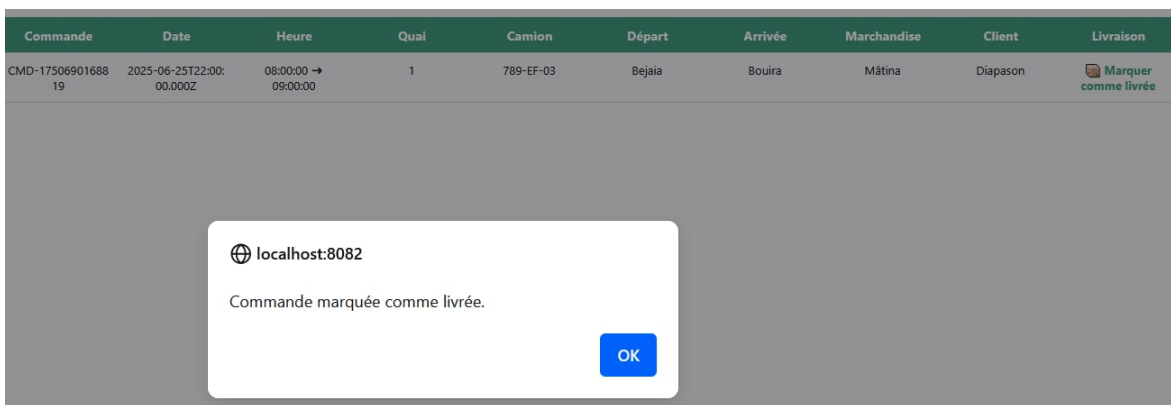 Commande Date Heure Quai Camion Départ Arrivée Marchandise Client Livraison
CMD-17506901688 2025-06-25T22:00: 08:00:00 → 1 789-EF-03 Bejaia Bouira Mâtina Diapason Marquer
19 00.000Z 09:00:00 comme livrée
localhost:8082
Commande marquée comme livrée.
OK